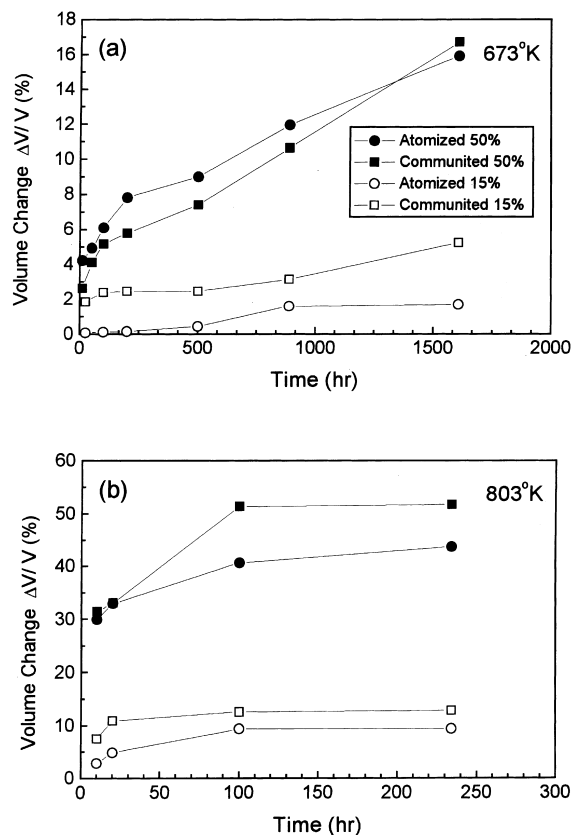 18
16
14
12
10
8
6
4
2
0
Volume Change ΔV/ V (%)
(a)
673°K
Atomized 50%
Communited 50%
Atomized 15%
Communited 15%
0 500 1000 1500 2000
Time (hr)
60
50
40
30
20
10
0
Volume Change ΔV/ V (%)
(b)
803°K
0 50 100 150 200 250 300
Time (hr)